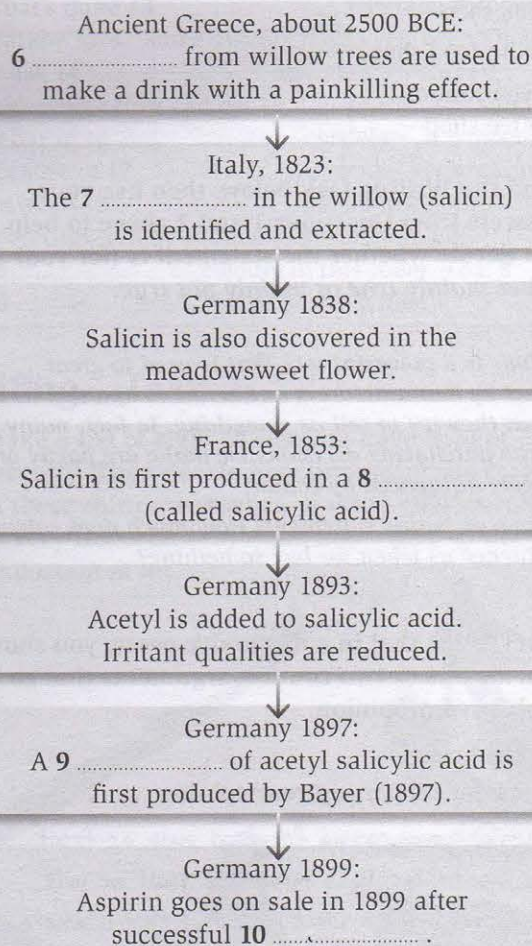 Ancient Greece, about 2500 BCE:
6 ........................ from willow trees are used to
make a drink with a painkilling effect.
Italy, 1823:
The 7 ........................ in the willow (salicin)
is identified and extracted.
Germany 1838:
Salicin is also discovered in the
meadowsweet flower.
France, 1853:
Salicin is first produced in a 8 ........................
(called salicylic acid).
Germany 1893:
Acetyl is added to salicylic acid.
Irritant qualities are reduced.
Germany 1897:
A 9 ........................ of acetyl salicylic acid is
first produced by Bayer (1897).
Germany 1899:
Aspirin goes on sale in 1899 after
successful 10 ........................ .